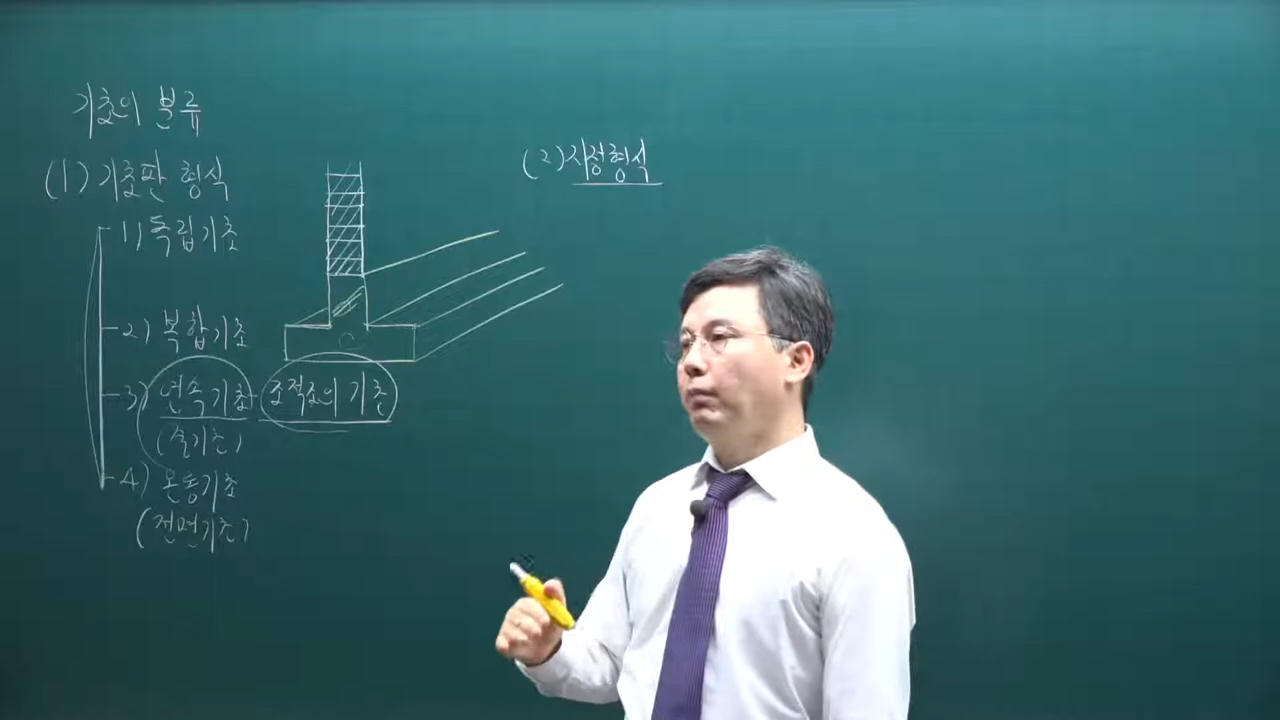 기초의 분류
(1) 기초판 형식
1) 독립기초
2) 복합기초
3) 연속기초 - 조적조의 기초
(줄기초)
4) 온통기초
(전면기초)
(2) 지정형식